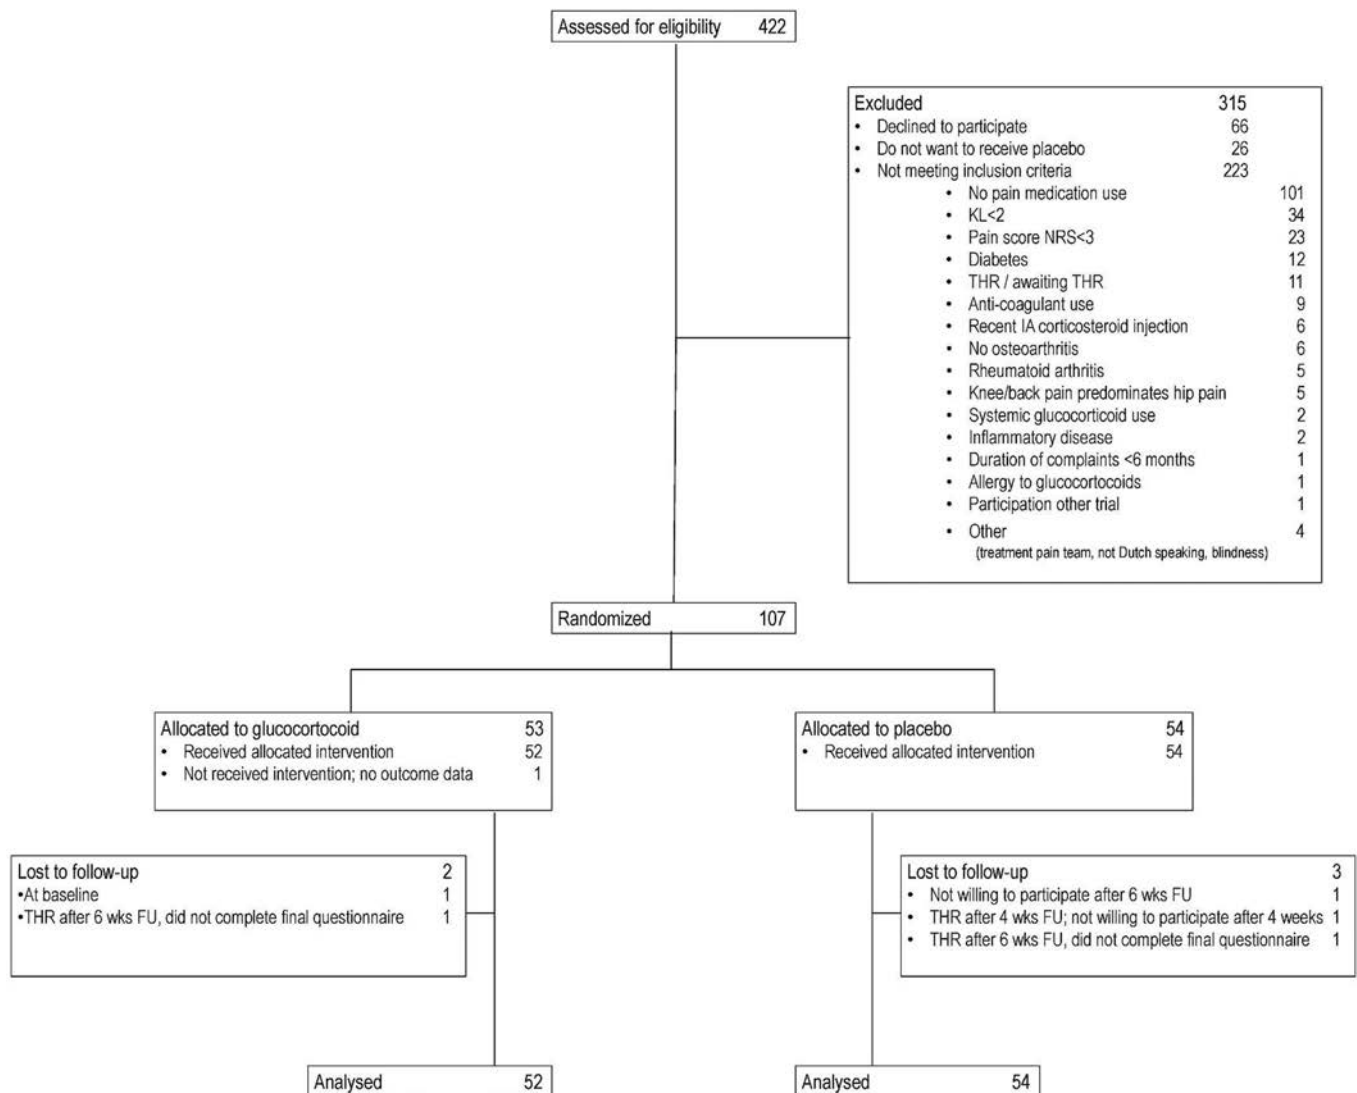 Assessed for eligibility 422
Excluded 315
• Declined to participate 66
• Do not want to receive placebo 26
• Not meeting inclusion criteria 223
• No pain medication use 101
• KL<2 34
• Pain score NRS<3 23
• Diabetes 12
• THR / awaiting THR 11
• Anti-coagulant use 9
• Recent IA corticosteroid injection 6
• No osteoarthritis 6
• Rheumatoid arthritis 5
• Knee/back pain predominates hip pain 5
• Systemic glucocorticoid use 2
• Inflammatory disease 2
• Duration of complaints <6 months 1
• Allergy to glucocortocoids 1
• Participation other trial 1
• Other 4
(treatment pain team, not Dutch speaking, blindness)
Randomized 107
Allocated to glucocortocoid 53
• Received allocated intervention 52
• Not received intervention; no outcome data 1
Allocated to placebo 54
• Received allocated intervention 54
Lost to follow-up 2
•At baseline 1
•THR after 6 wks FU, did not complete final questionnaire 1
Lost to follow-up 3
• Not willing to participate after 6 wks FU 1
• THR after 4 wks FU; not willing to participate after 4 weeks 1
• THR after 6 wks FU, did not complete final questionnaire 1
Analysed 52
Analysed 54